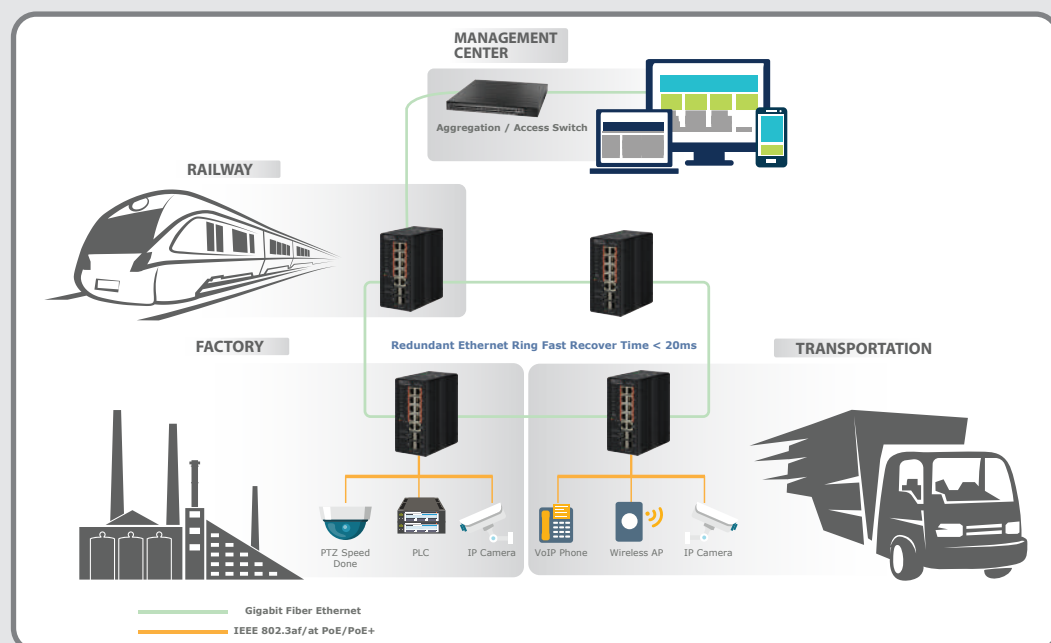 MANAGEMENT
CENTER
Aggregation / Access Switch
RAILWAY
FACTORY
Redundant Ethernet Ring Fast Recover Time < 20ms
TRANSPORTATION
PTZ Speed
Done
PLC
IP Camera
VoIP Phone
Wireless AP
IP Camera
Gigabit Fiber Ethernet
IEEE 802.3af/at PoE/PoE+